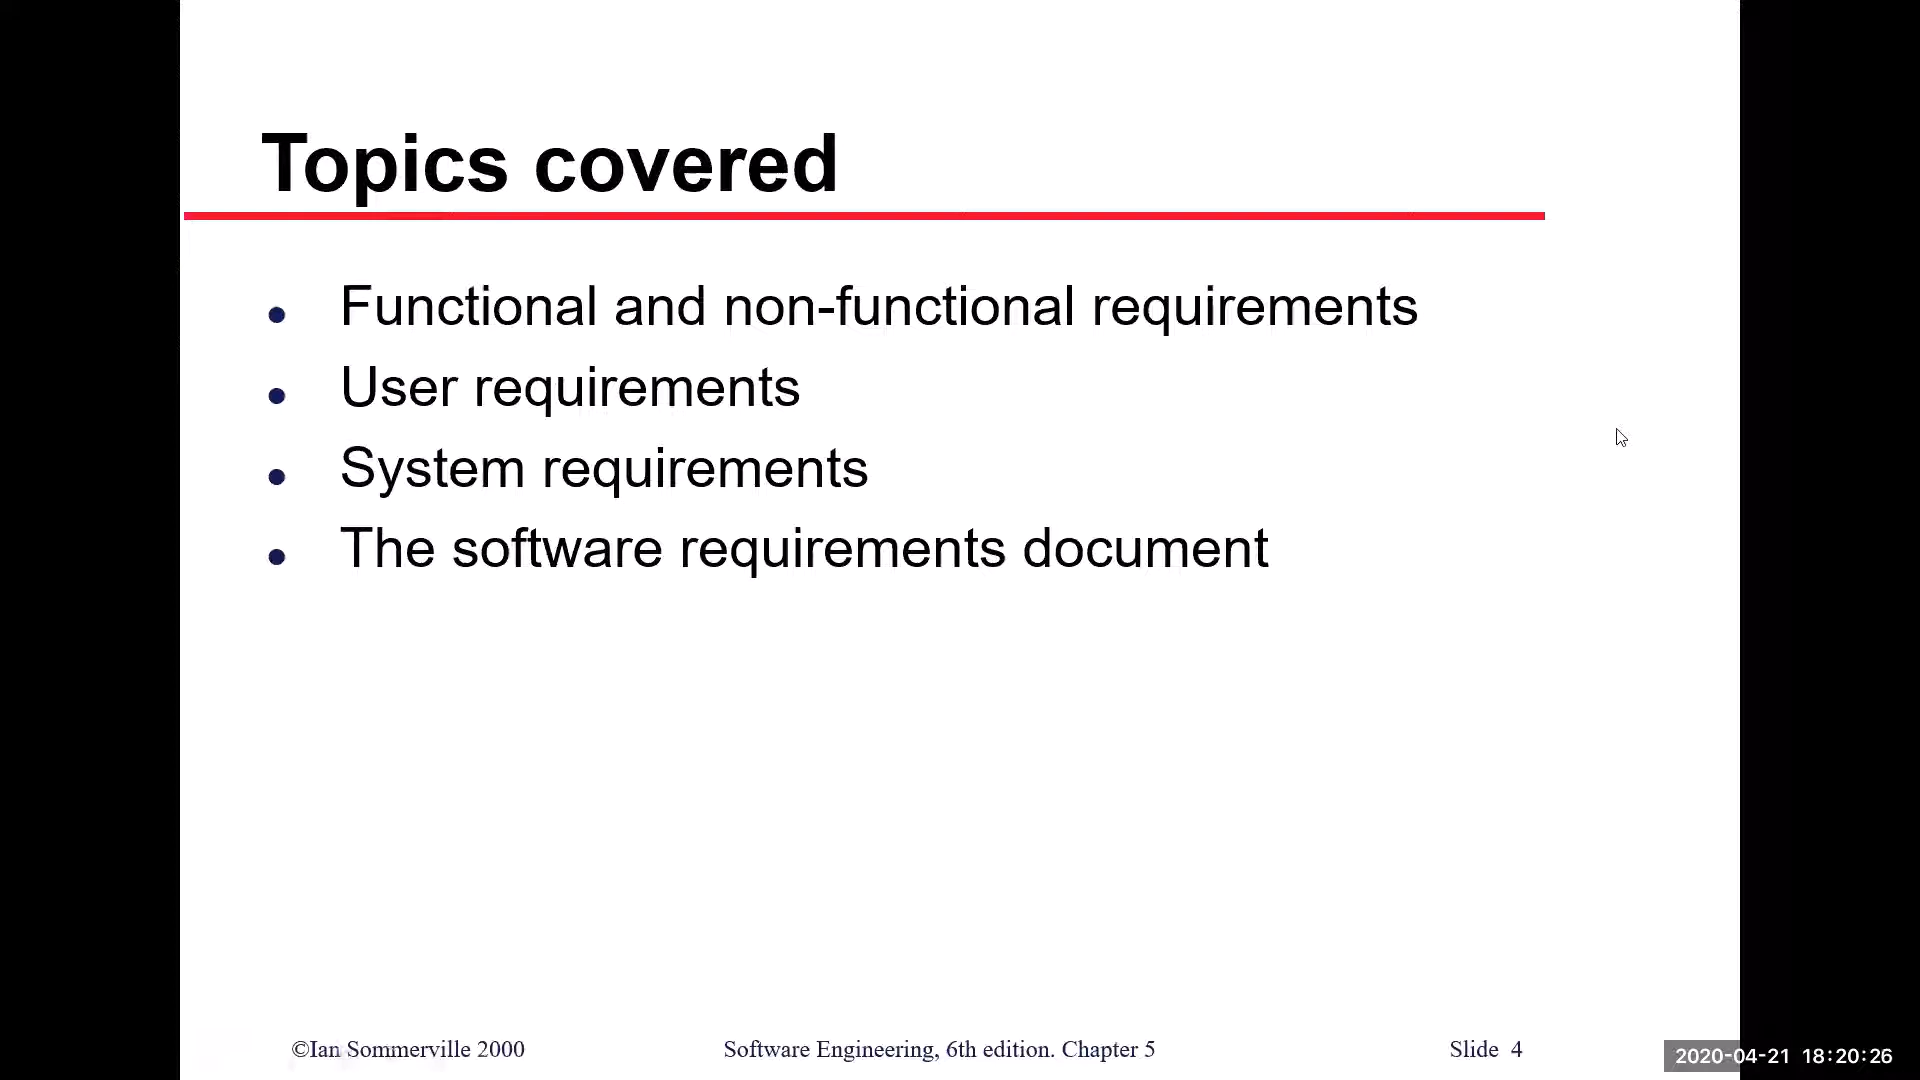 Topics covered
• Functional and non-functional requirements
• User requirements
• System requirements
• The software requirements document
©Ian Sommerville 2000
Software Engineering, 6th edition. Chapter 5
Slide 4
2020-04-21 18:20:26